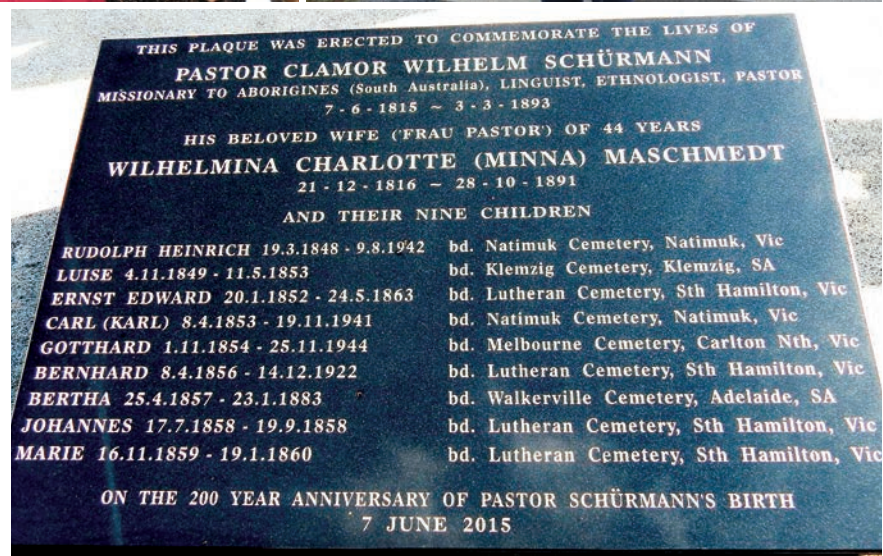 THIS PLAQUE WAS ERECTED TO COMMEMORATE THE LIVES OF
PASTOR CLAMOR WILHELM SCHÜRMANN
MISSIONARY TO ABORIGINES (South Australia), LINGUIST, ETHNOLOGIST, PASTOR
7 - 6 - 1815 ~ 3 - 3 - 1893
HIS BELOVED WIFE ('FRAU PASTOR') OF 44 YEARS
WILHELMINA CHARLOTTE (MINNA) MASCHMEDT
21 - 12 - 1816 ~ 28 - 10 - 1891
AND THEIR NINE CHILDREN
RUDOLPH HEINRICH 19.3.1848 - 9.8.1942 bd. Natimuk Cemetery, Natimuk, Vic
LUISE 4.11.1849 - 11.5.1853 bd. Klemzig Cemetery, Klemzig, SA
ERNST EDWARD 20.1.1852 - 24.5.1863 bd. Lutheran Cemetery, Sth Hamilton, Vic
CARL (KARL) 8.4.1853 - 19.11.1941 bd. Natimuk Cemetery, Natimuk, Vic
GOTTHARD 1.11.1854 - 25.11.1944 bd. Melbourne Cemetery, Carlton Nth, Vic
BERNHARD 8.4.1856 - 14.12.1922 bd. Lutheran Cemetery, Sth Hamilton, Vic
BERTHA 25.4.1857 - 23.1.1883 bd. Walkerville Cemetery, Adelaide, SA
JOHANNES 17.7.1858 - 19.9.1858 bd. Lutheran Cemetery, Sth Hamilton, Vic
MARIE 16.11.1859 - 19.1.1860 bd. Lutheran Cemetery, Sth Hamilton, Vic
ON THE 200 YEAR ANNIVERSARY OF PASTOR SCHÜRMANN'S BIRTH
7 JUNE 2015